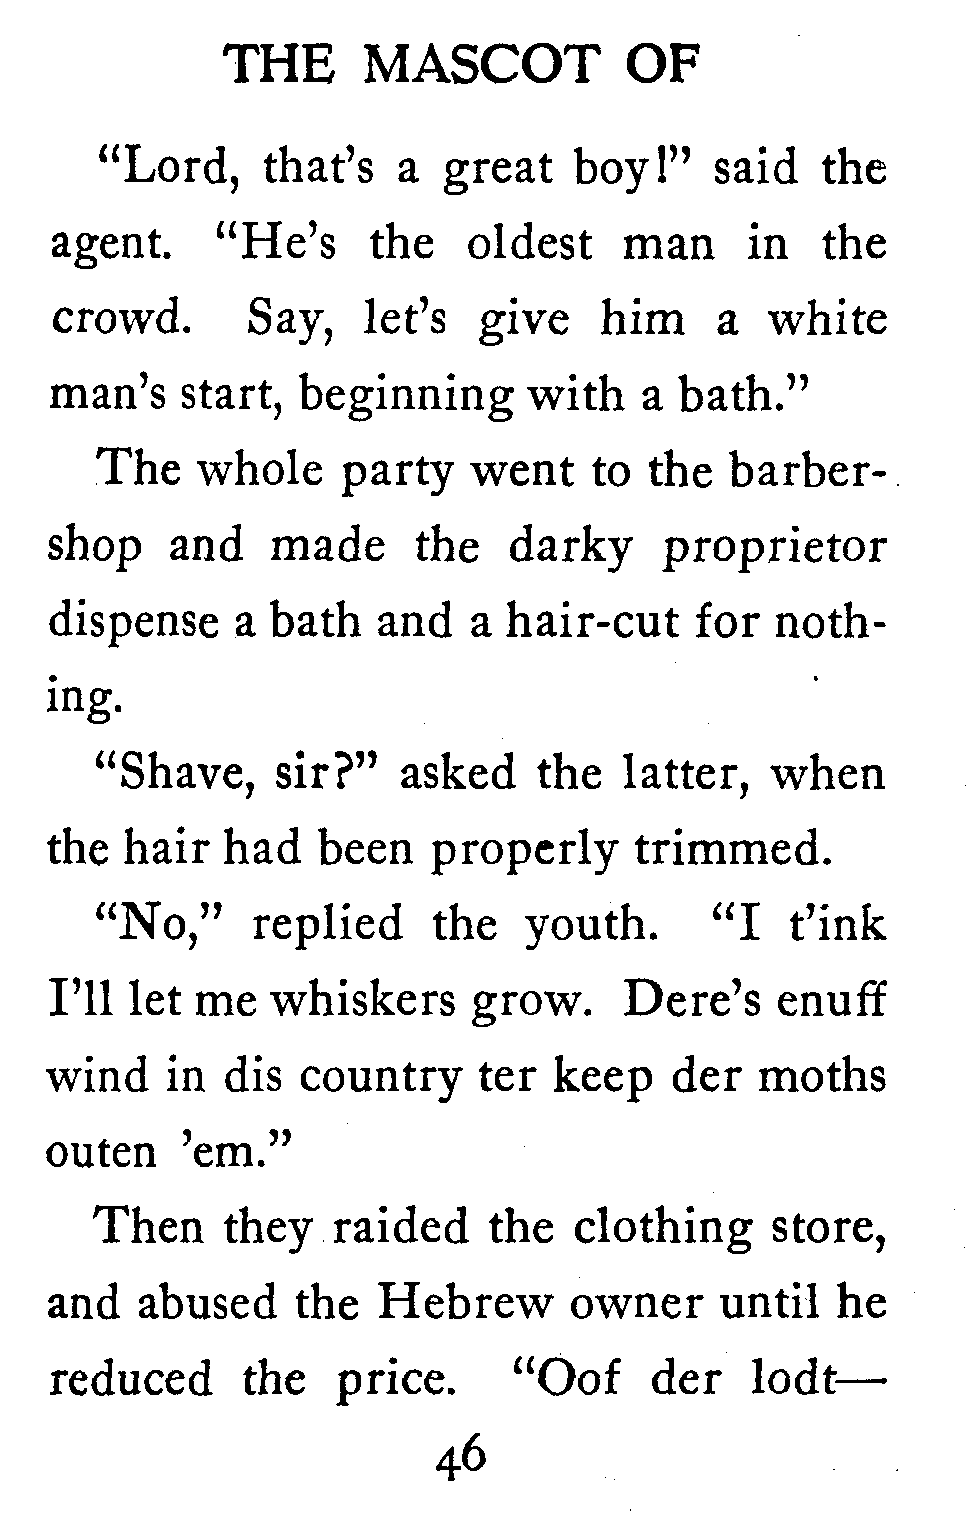 THE MASCOT OF
"Lord, that's a great boy!" said the
agent. "He's the oldest man in the
crowd. Say, let's give him a white
man's start, beginning with a bath."
The whole party went to the barber-
shop and made the darky proprietor
dispense a bath and a hair-cut for noth-
ing.
"Shave, sir?" asked the latter, when
the hair had been properly trimmed.
"No," replied the youth. "I t'ink
I'll let me whiskers grow. Dere's enuff
wind in dis country ter keep der moths
outen 'em."
Then they raided the clothing store,
and abused the Hebrew owner until he
reduced the price. "Oof der lodt—
46